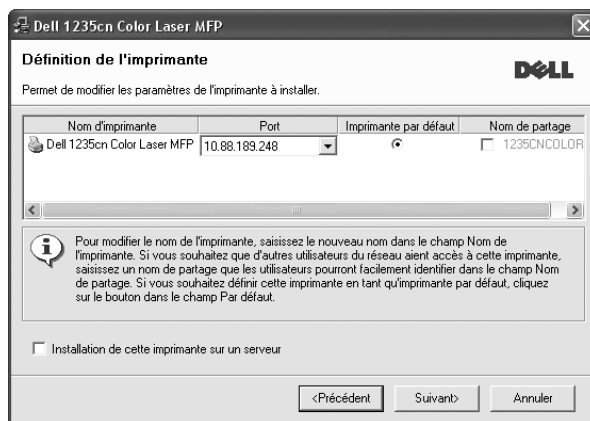 Dell 1235cn Color Laser MFP
Définition de l'imprimante
DELL
Permet de modifier les paramètres de l'imprimante à installer.
Nom d'imprimante Port Imprimante par défaut Nom de partage
Dell 1235cn Color Laser MFP 10.88.189.248 1235CNCOLOR
Pour modifier le nom de l'imprimante, saisissez le nouveau nom dans le champ Nom de
l'imprimante. Si vous souhaitez que d'autres utilisateurs du réseau aient accès à cette imprimante,
saisissez un nom de partage que les utilisateurs pourront facilement identifier dans le champ Nom
de partage. Si vous souhaitez définir cette imprimante en tant qu'imprimante par défaut, cliquez
sur le bouton dans le champ Par défaut.
Installation de cette imprimante sur un serveur
<Précédent Suivant> Annuler